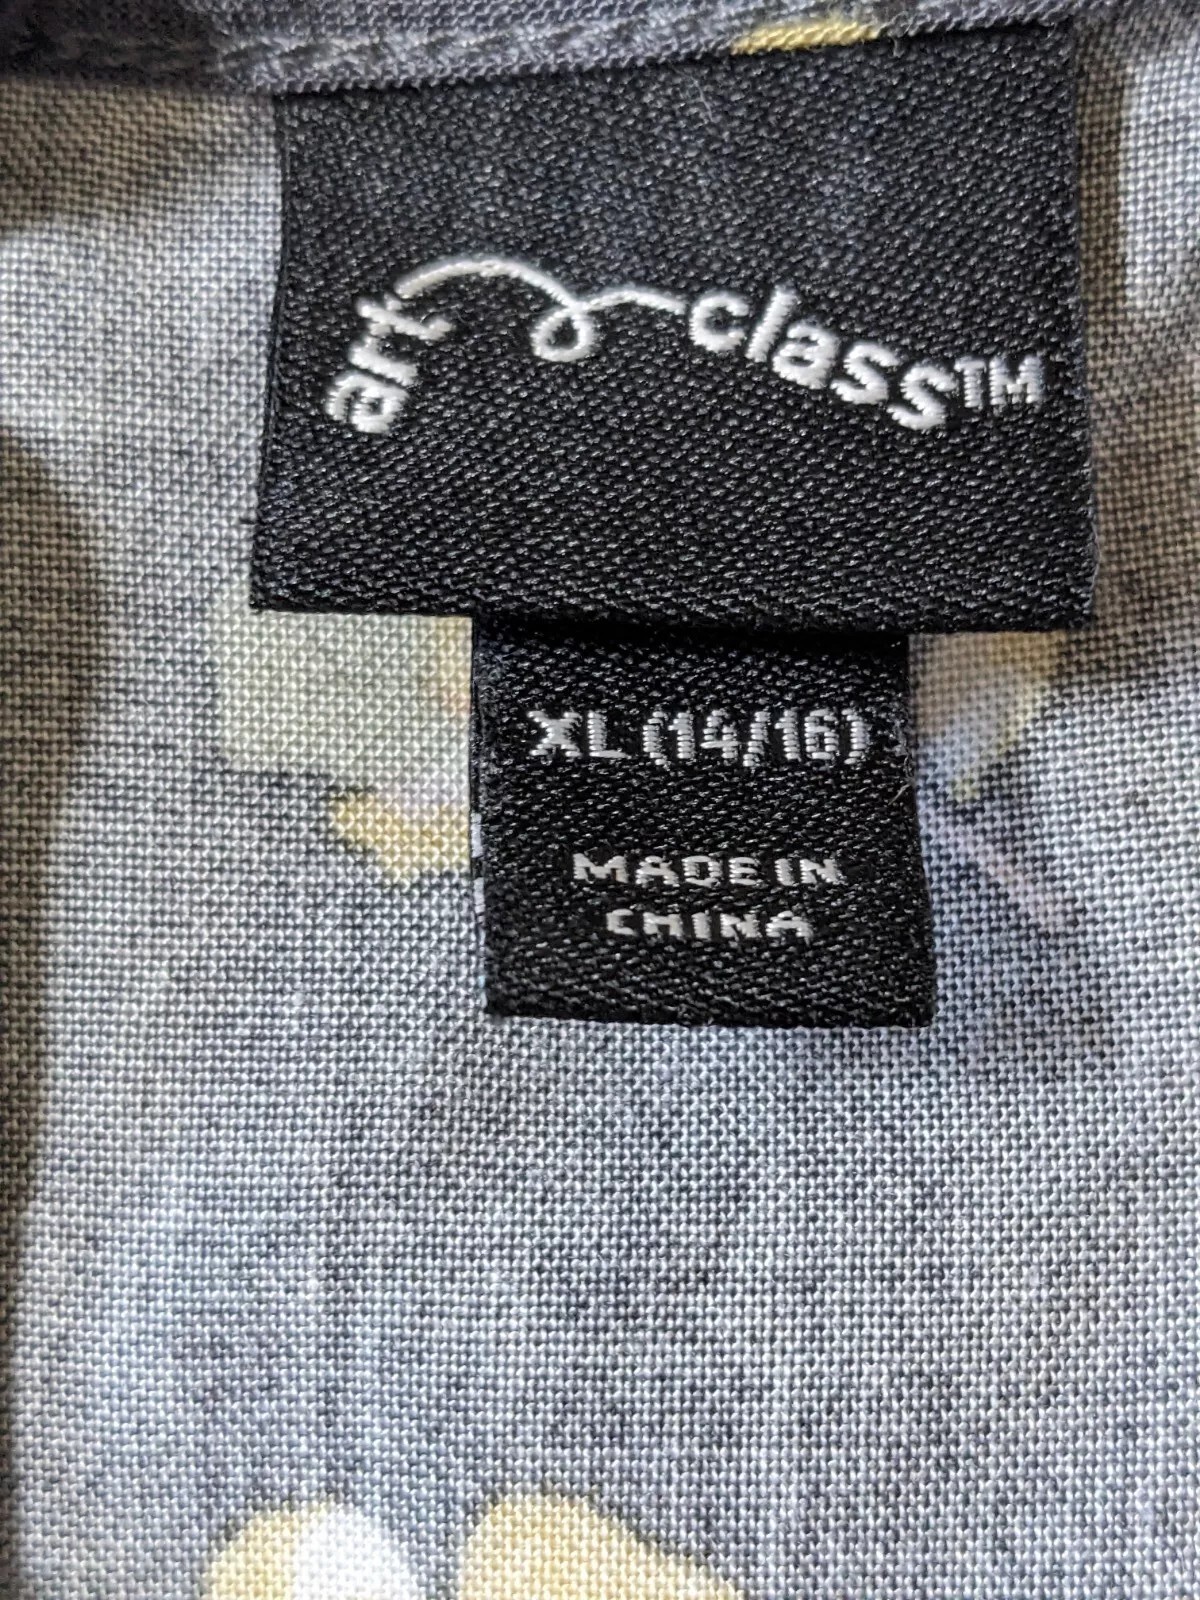 art class™
XL (14/16)
MADE IN
CHINA